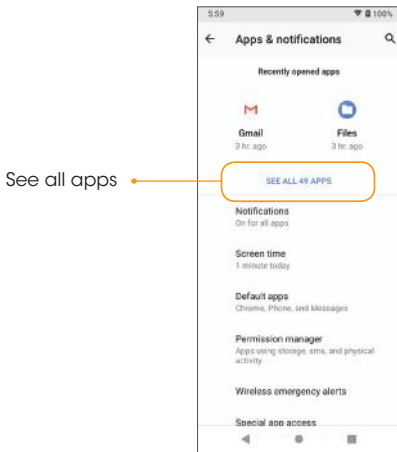 5:59
100%
Apps & notifications
Recently opened apps
Gmail
Files
3 hr. ago
3 hr. ago
See all apps
SEE ALL 49 APPS
Notifications
On for all apps
Screen time
1 minute today
Default apps
Chrome, Phone, and Messages
Permission manager
Apps using storage, sms, and physical
activity
Wireless emergency alerts
Special app access